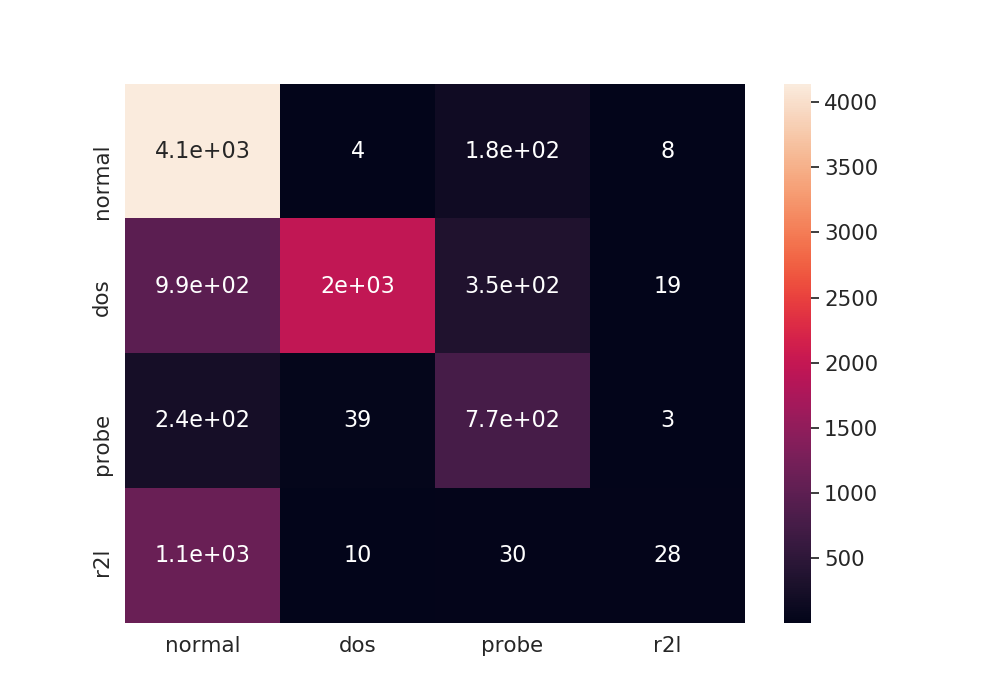 normal 4.1e+03 4 1.8e+02 8
dos 9.9e+02 2e+03 3.5e+02 19
probe 2.4e+02 39 7.7e+02 3
r2l 1.1e+03 10 30 28
normal dos probe r2l
4000
3500
3000
2500
2000
1500
1000
500